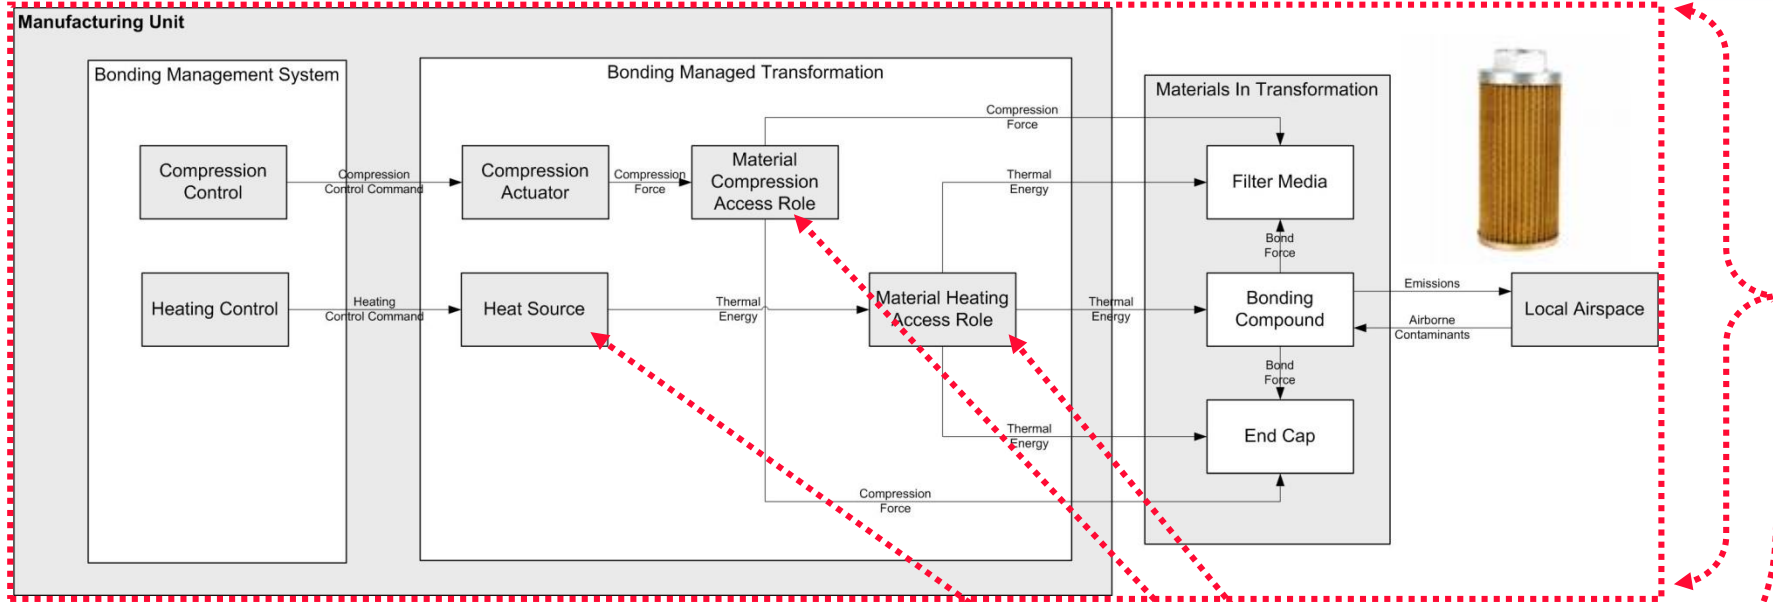 Manufacturing Unit
Bonding Management System
Bonding Managed Transformation
Materials In Transformation
Compression
Force
Compression
Control
Compression
Control Command
Compression
Actuator
Compression
Force
Material
Compression
Access Role
Thermal
Energy
Filter Media
Bond
Force
Heating Control
Heating
Control Command
Heat Source
Thermal
Energy
Material Heating
Access Role
Thermal
Energy
Bonding
Compound
Emissions
Airborne
Contaminants
Local Airspace
Bond
Force
Thermal
Energy
End Cap
Compression
Force